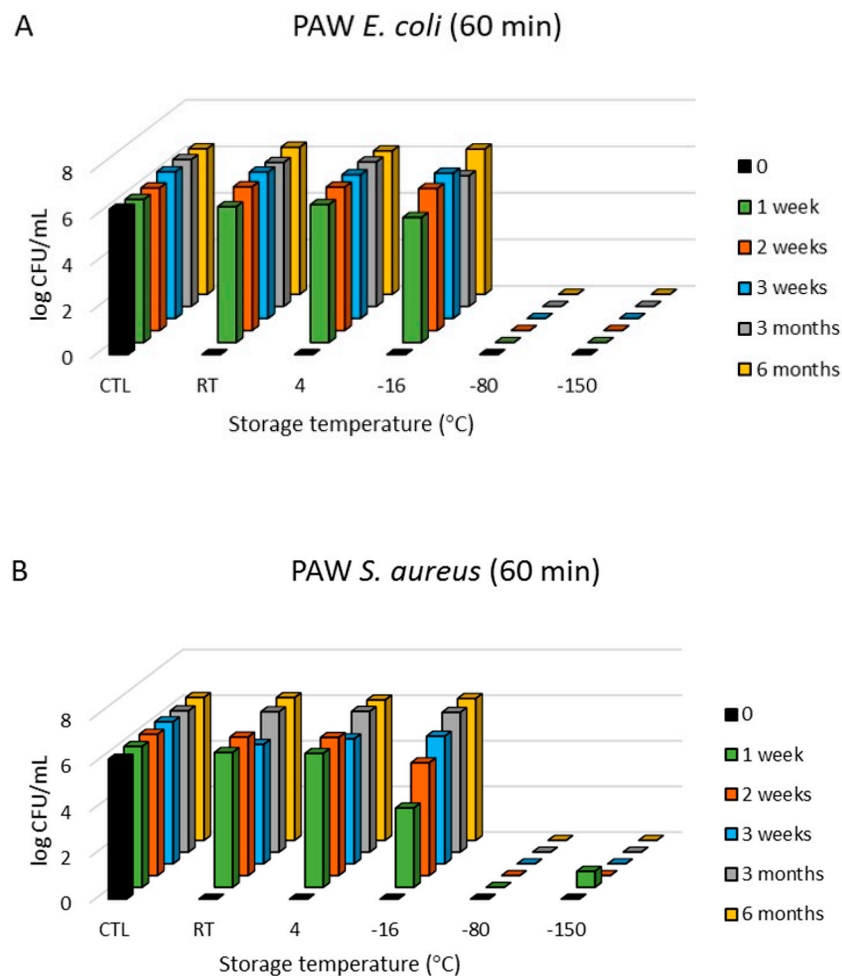 A
PAW E. coli (60 min)
8
6
4
2
0
log CFU/mL
CTL RT 4 -16 -80 -150
Storage temperature (°C)
0
1 week
2 weeks
3 weeks
3 months
6 months
B
PAW S. aureus (60 min)
8
6
4
2
0
log CFU/mL
CTL RT 4 -16 -80 -150
Storage temperature (°C)
0
1 week
2 weeks
3 weeks
3 months
6 months